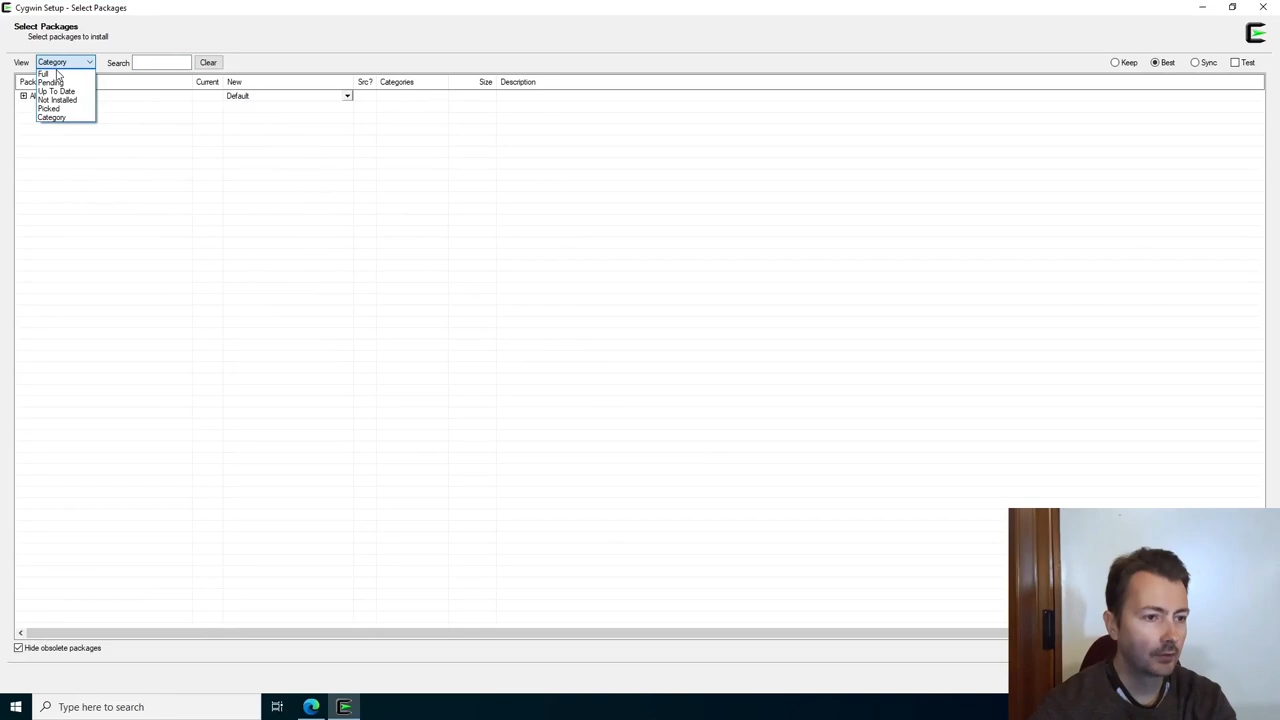 Cygwin Setup - Select Packages
Select Packages
Select packages to install
View Category Search Clear Keep Best Sync Test
Full
Pending
Up To Date
Not Installed
Picked
Category
Current New Src? Categories Size Description
Default
Hide obsolete packages
Type here to search